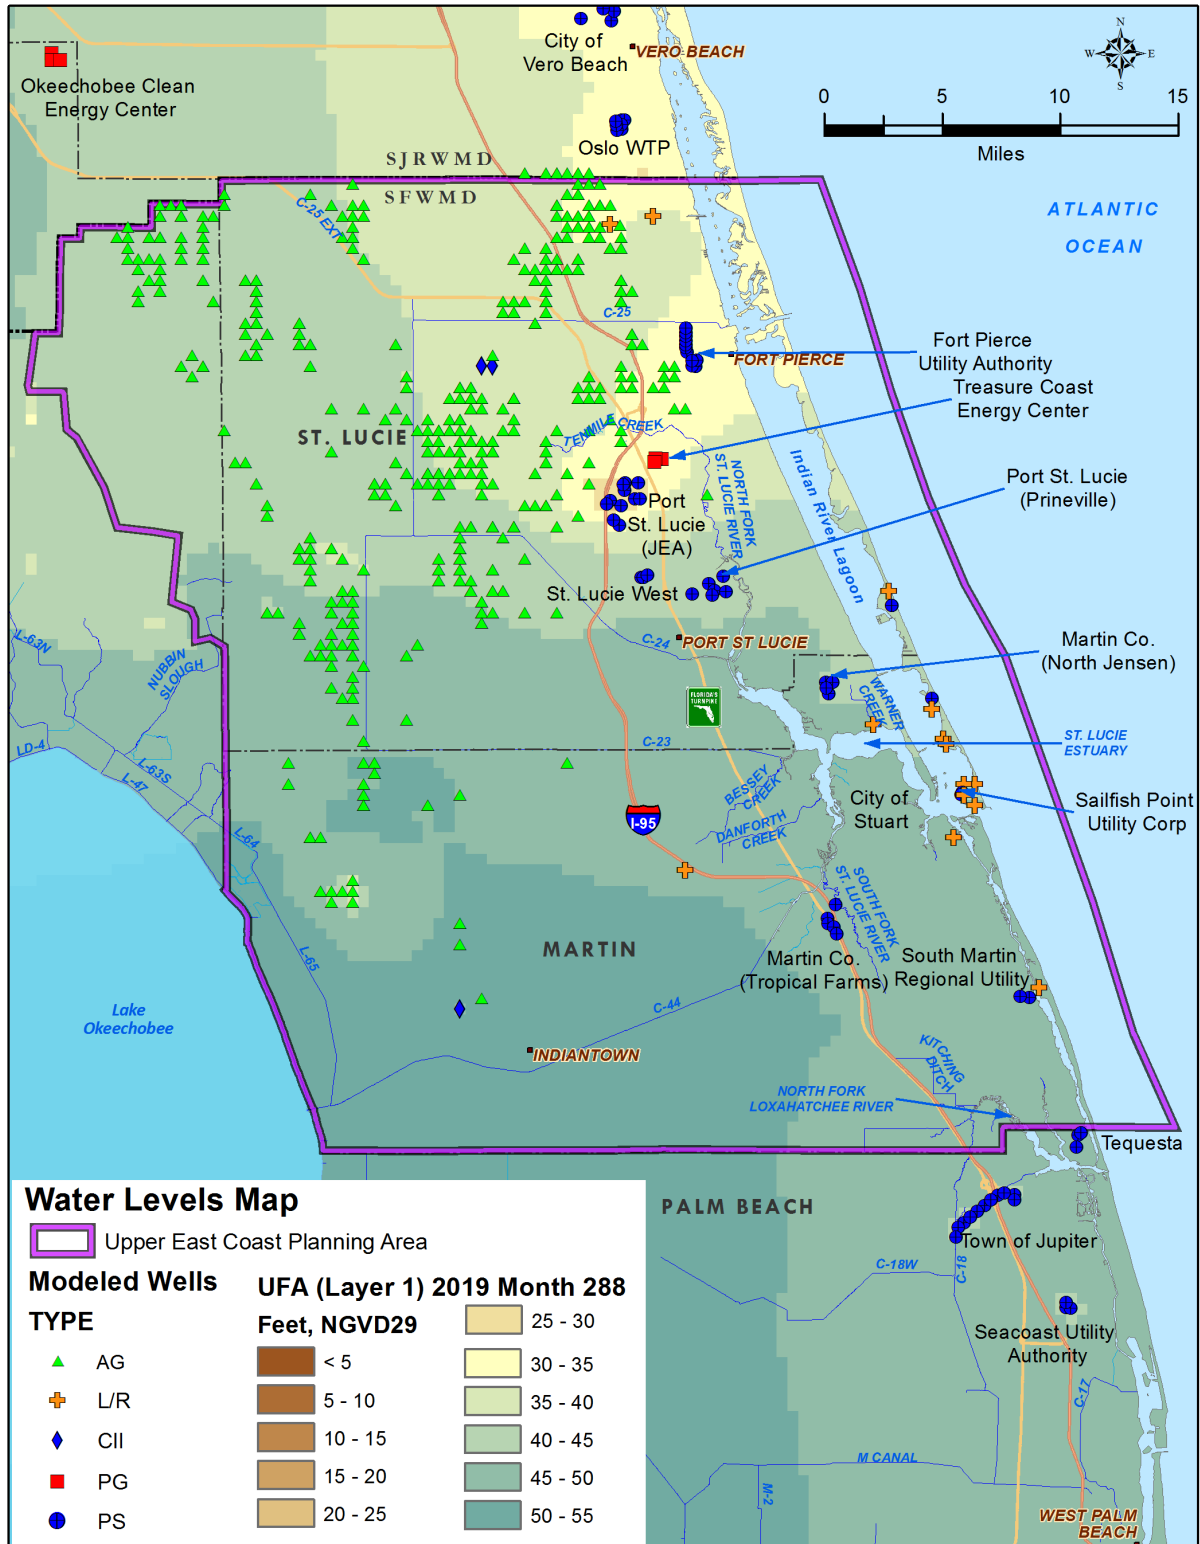 City of
Vero Beach
VERO BEACH
N
W
E
S
Okeechobee Clean
Energy Center
0
5
10
15
Miles
Oslo WTP
SJRWMD
SFWMD
C-25 EXT
ATLANTIC
OCEAN
C-25
Fort Pierce
Utility Authority
FORT PIERCE
Treasure Coast
Energy Center
ST. LUCIE
TENMILE CREEK
NORTH FORK
ST. LUCIE RIVER
Indian River Lagoon
Port St. Lucie
(Prineville)
Port
St. Lucie
(JEA)
St. Lucie West
L-63N
NUBBIN
SLOUGH
C-24
PORT ST LUCIE
Martin Co.
(North Jensen)
WARNER
CREEK
FLORIDA'S
TURNPIKE
LD-4
L-63S
L-47
C-23
ST. LUCIE
ESTUARY
BESSEY
CREEK
DANFORTH
CREEK
City of
Stuart
Sailfish Point
Utility Corp
I-95
L-64
SOUTH FORK
ST. LUCIE RIVER
MARTIN
L-65
Martin Co.
(Tropical Farms)
South Martin
Regional Utility
C-44
Lake
Okeechobee
INDIANTOWN
KITCHING
DITCH
NORTH FORK
LOXAHATCHEE RIVER
Tequesta
PALM BEACH
Town of Jupiter
C-18W
C-18
Seacoast Utility
Authority
C-17
M CANAL
M-2
WEST PALM
BEACH
Water Levels Map
Upper East Coast Planning Area
Modeled Wells
TYPE
AG
L/R
CII
PG
PS
UFA (Layer 1) 2019 Month 288
Feet, NGVD29
< 5
5 - 10
10 - 15
15 - 20
20 - 25
25 - 30
30 - 35
35 - 40
40 - 45
45 - 50
50 - 55